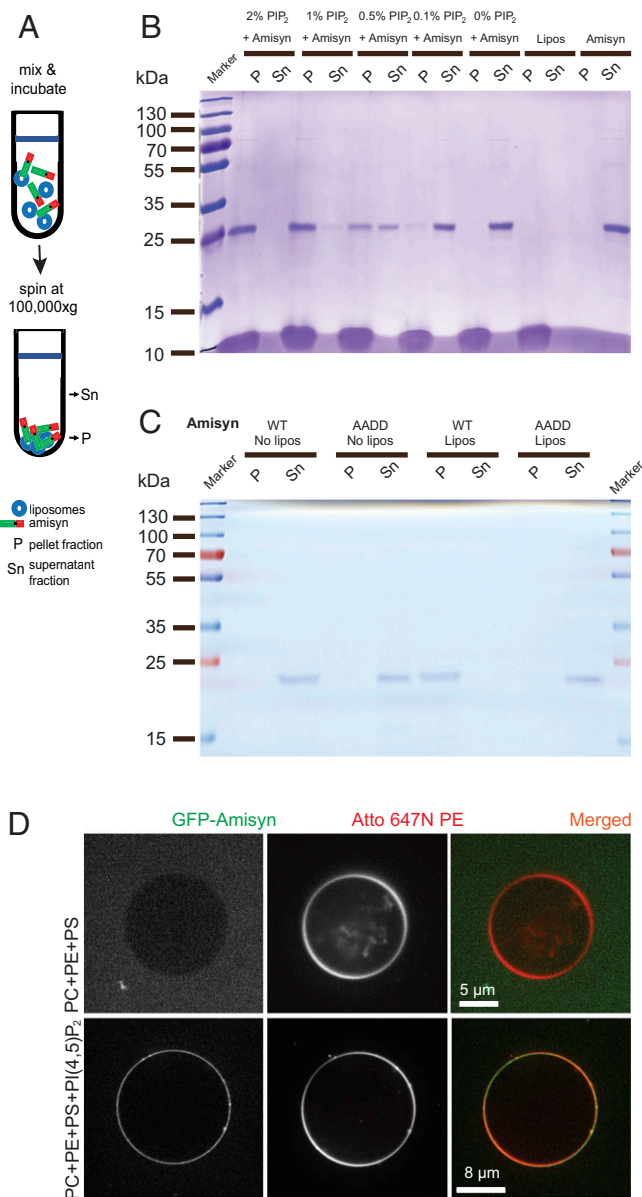 A
mix &
incubate
spin at
100,000xg
Sn
P
liposomes
amisyn
P pellet fraction
Sn supernatant
fraction
B
2% PIP2 1% PIP2 0.5% PIP2 0.1% PIP2 0% PIP2
+ Amisyn + Amisyn + Amisyn + Amisyn + Amisyn Lipos Amisyn
kDa Marker P Sn P Sn P Sn P Sn P Sn P Sn P Sn
130
100
70
55
35
25
15
10
C
Amisyn WT AADD WT AADD
No lipos No lipos Lipos Lipos
kDa Marker P Sn P Sn P Sn P Sn Marker
130
100
70
55
35
25
15
D
GFP-Amisyn Atto 647N PE Merged
PC+PE+PS
5 µm
PC+PE+PS+PI(4,5)P2
8 µm